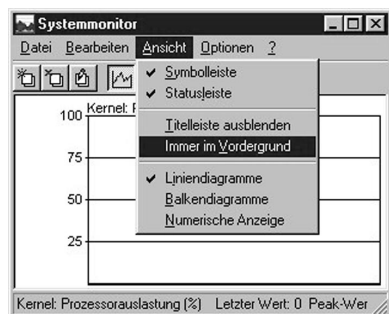 Systemmonitor
Datei Bearbeiten Ansicht Optionen ?
Symbolleiste
Statusleiste
Titelleiste ausblenden
Immer im Vordergrund
Liniendiagramme
Balkendiagramme
Numerische Anzeige
Kernel:
100
75
50
25
Kernel: Prozessorauslastung (%) Letzter Wert: 0 Peak-Wer